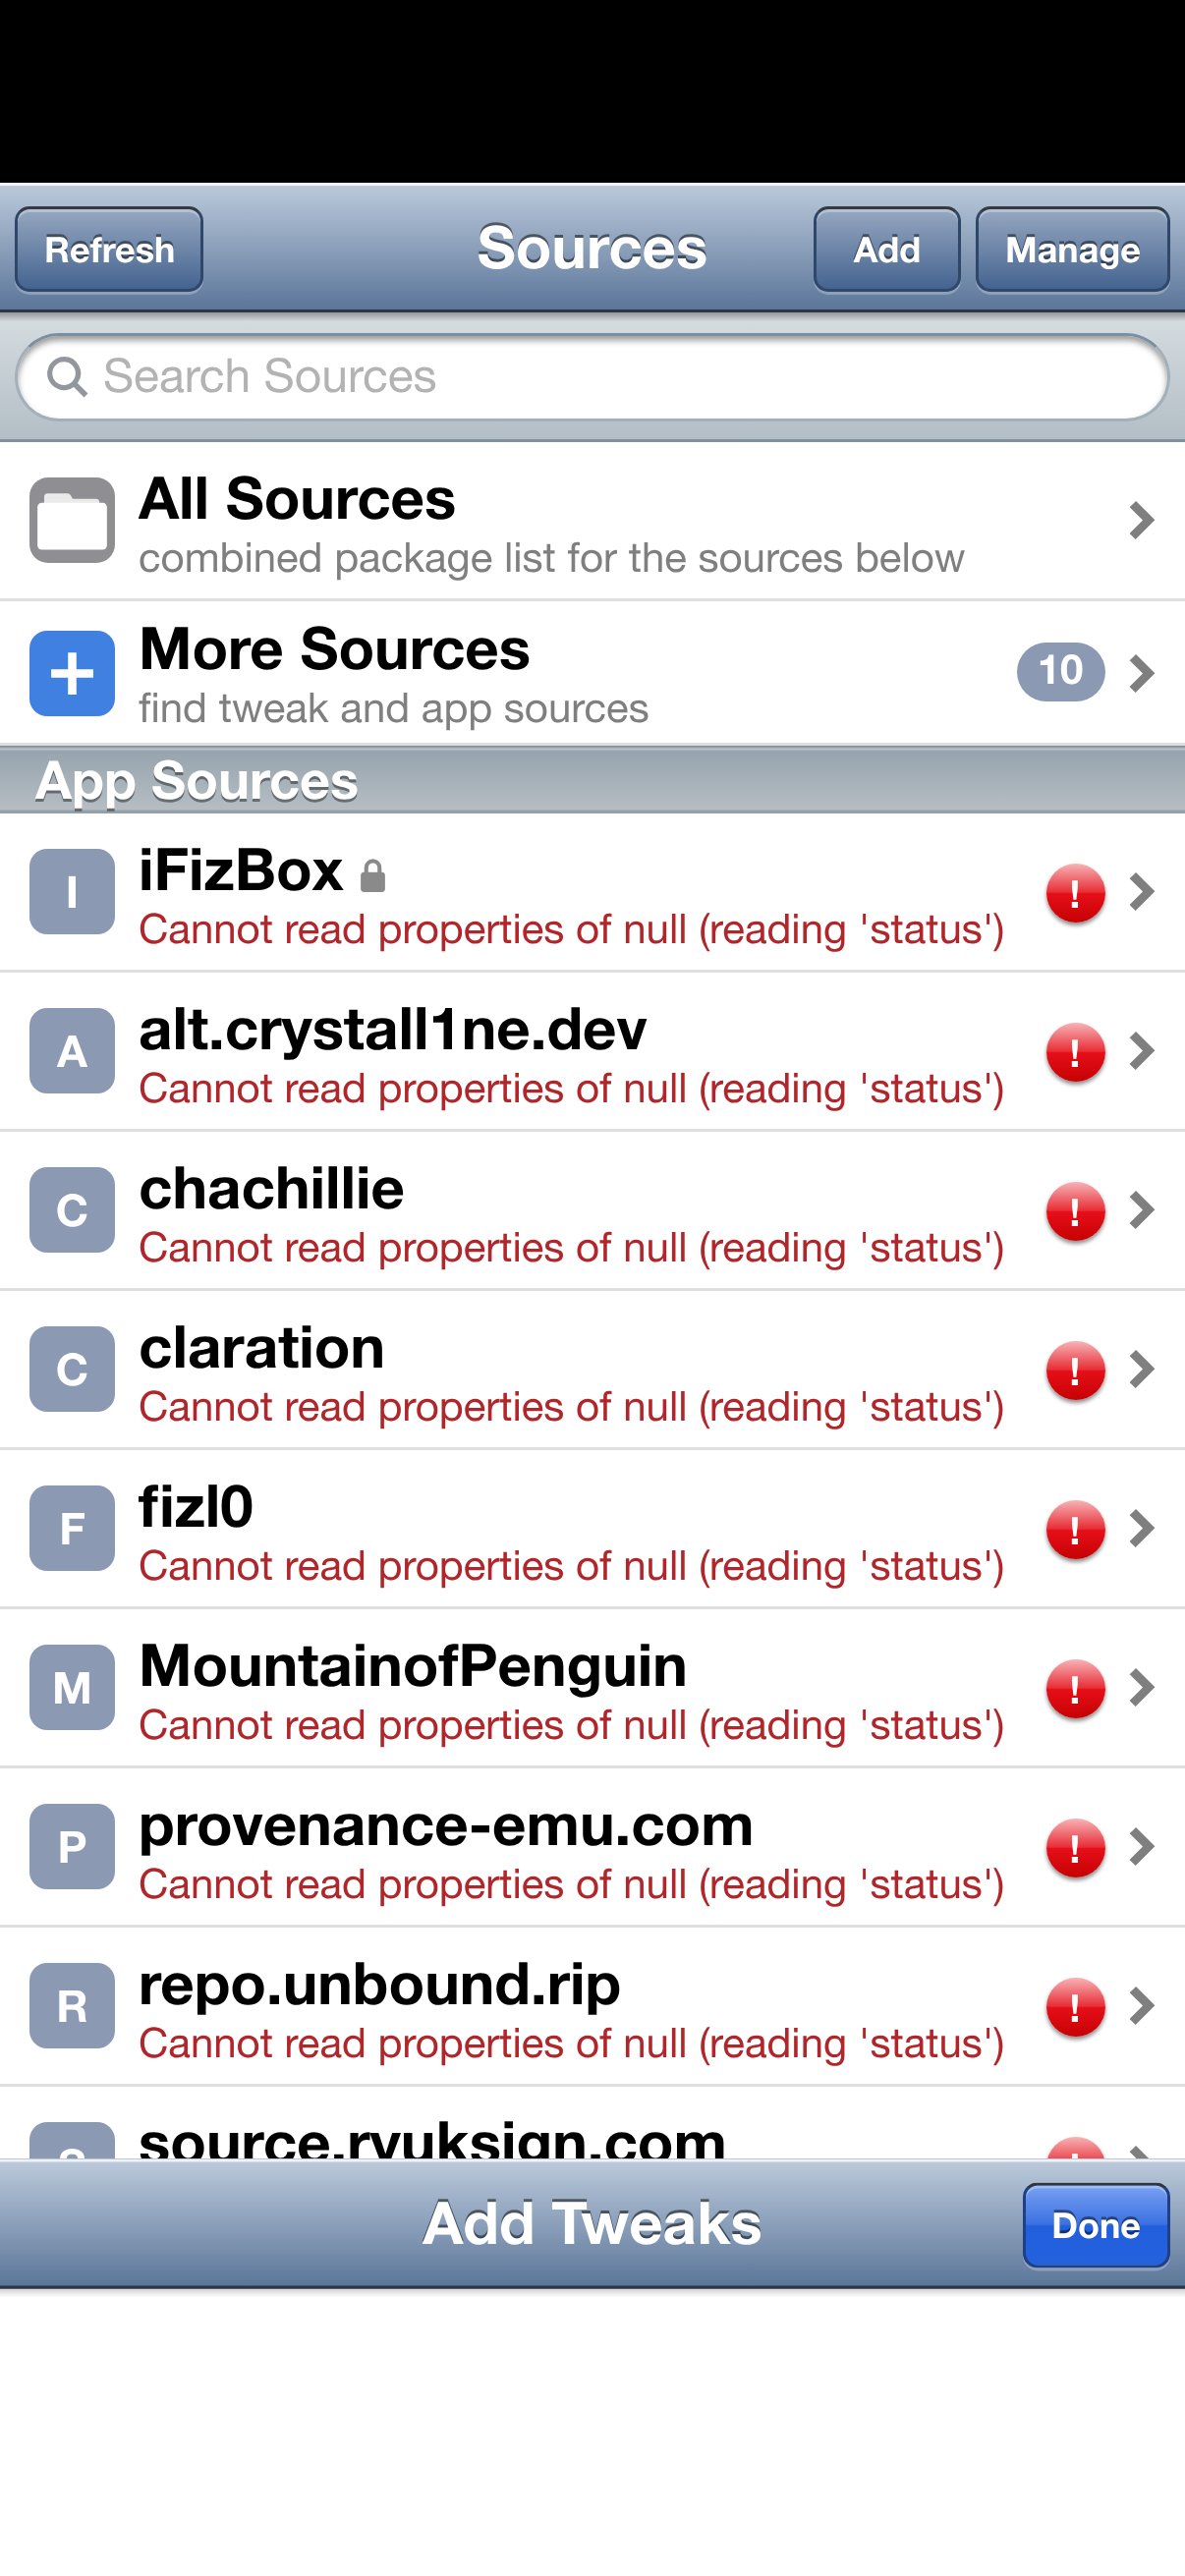 Refresh
Sources
Add
Manage
Search Sources
All Sources
combined package list for the sources below
More Sources
find tweak and app sources
10
App Sources
I
iFizBox
Cannot read properties of null (reading 'status')
!
A
alt.crystall1ne.dev
Cannot read properties of null (reading 'status')
!
C
chachillie
Cannot read properties of null (reading 'status')
!
C
claration
Cannot read properties of null (reading 'status')
!
F
fizI0
Cannot read properties of null (reading 'status')
!
M
MountainofPenguin
Cannot read properties of null (reading 'status')
!
P
provenance-emu.com
Cannot read properties of null (reading 'status')
!
R
repo.unbound.rip
Cannot read properties of null (reading 'status')
!
S
source.ryuksign.com
Add Tweaks
Done